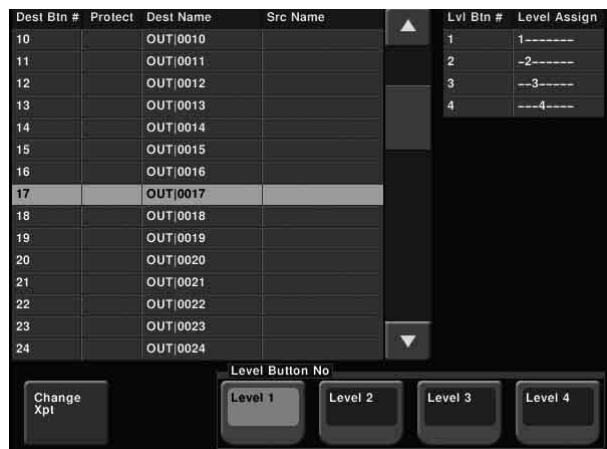 Dest Btn # Protect Dest Name Src Name Lvl Btn # Level Assign
10 OUT|0010 1 1-------
11 OUT|0011 2 -2------
12 OUT|0012 3 --3-----
13 OUT|0013 4 ---4----
14 OUT|0014
15 OUT|0015
16 OUT|0016
17 OUT|0017
18 OUT|0018
19 OUT|0019
20 OUT|0020
21 OUT|0021
22 OUT|0022
23 OUT|0023
24 OUT|0024
Level Button No
Change
Xpt
Level 1 Level 2 Level 3 Level 4